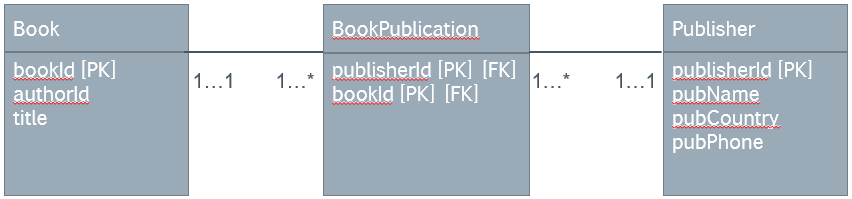 Book
bookId [PK]
authorId
title
1...1
1...*
BookPublication
publisherId [PK] [FK]
bookId [PK] [FK]
1...*
1...1
Publisher
publisherId [PK]
pubName
pubCountry
pubPhone